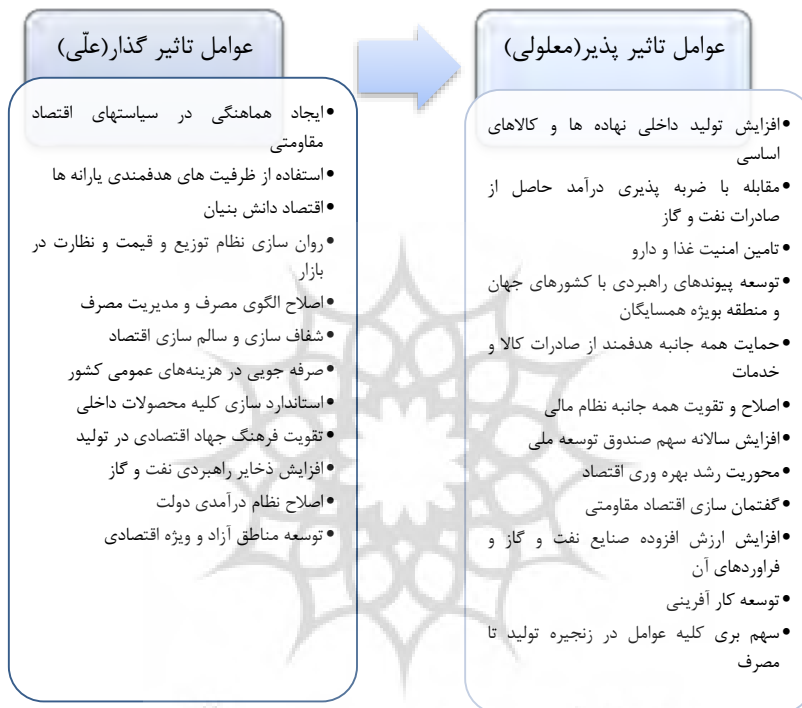 عوامل تاثیر گذار(علّی)
•ایجاد هماهنگی در سیاستهای اقتصاد
مقاومتی
•استفاده از ظرفیت های هدفمندی یارانه ها
•اقتصاد دانش بنیان
•روان سازی نظام توزیع و قیمت و نظارت در
بازار
•اصلاح الگوی مصرف و مدیریت مصرف
•شفاف سازی و سالم سازی اقتصاد
•صرفه جویی در هزینه‌های عمومی کشور
•استاندارد سازی کلیه محصولات داخلی
•تقویت فرهنگ جهاد اقتصادی در تولید
•افزایش ذخایر راهبردی نفت و گاز
•اصلاح نظام درآمدی دولت
•توسعه مناطق آزاد و ویژه اقتصادی
عوامل تاثیر پذیر(معلولی)
•افزایش تولید داخلی نهاده ها و کالاهای
اساسی
•مقابله با ضربه پذیری درآمد حاصل از
صادرات نفت و گاز
•تامین امنیت غذا و دارو
•توسعه پیوندهای راهبردی با کشورهای جهان
و منطقه بویژه همسایگان
•حمایت همه جانبه هدفمند از صادرات کالا و
خدمات
•اصلاح و تقویت همه جانبه نظام مالی
•افزایش سالانه سهم صندوق توسعه ملی
•محوریت رشد بهره وری اقتصاد
•گفتمان سازی اقتصاد مقاومتی
•افزایش ارزش افزوده صنایع نفت و گاز و
فراوردهای آن
•توسعه کار آفرینی
•سهم بری کلیه عوامل در زنجیره تولید تا
مصرف